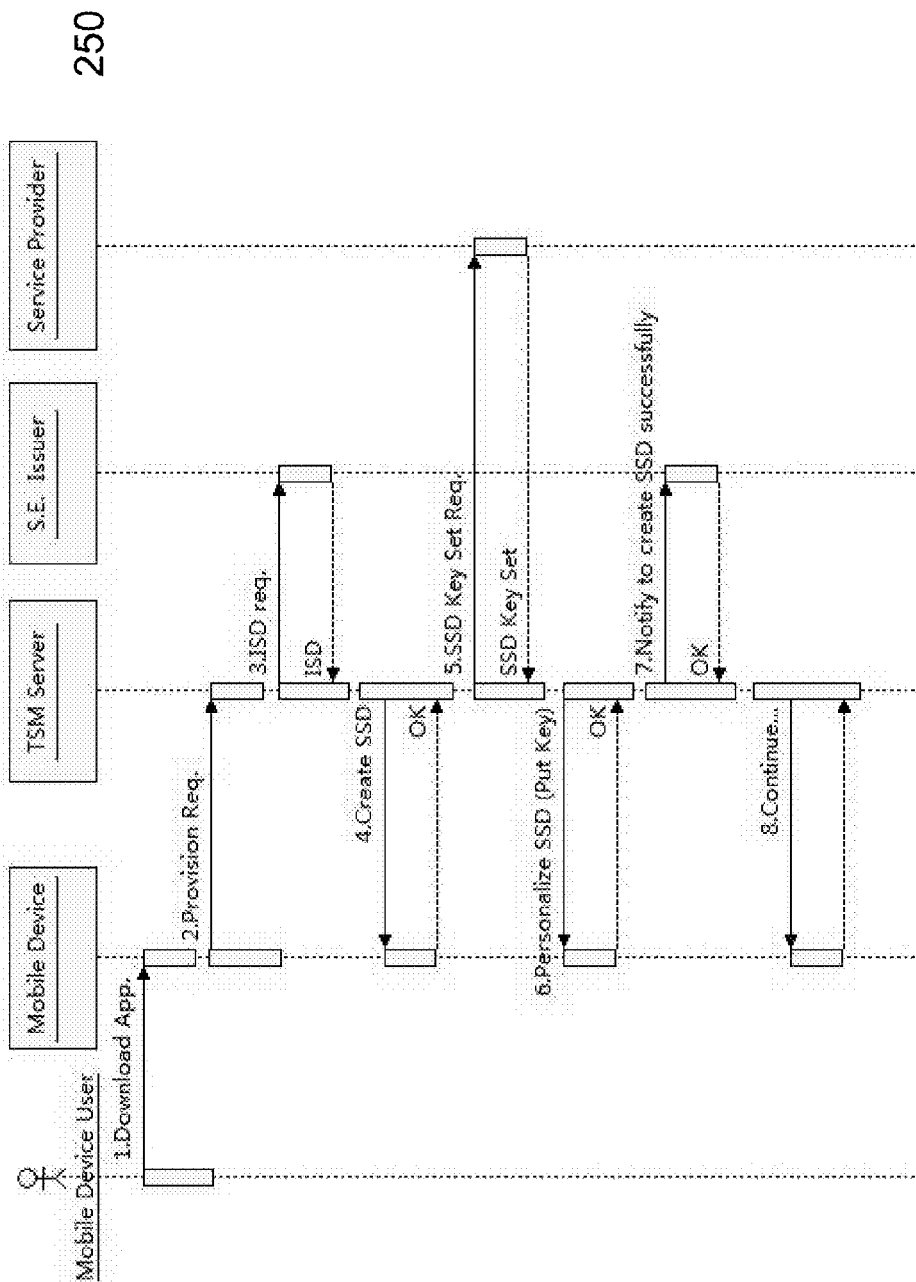 250
Mobile Device User
Mobile Device
TSM Server
S.E. Issuer
Service Provider
1.Download App.
2.Provision Req.
3.ISD req.
ISD
4.Create SSD
OK
5.SSD Key Set Req.
SSD Key Set
6.Personalize SSD (Put Key)
OK
7.Notify to create SSD successfully
OK
8.Continue...